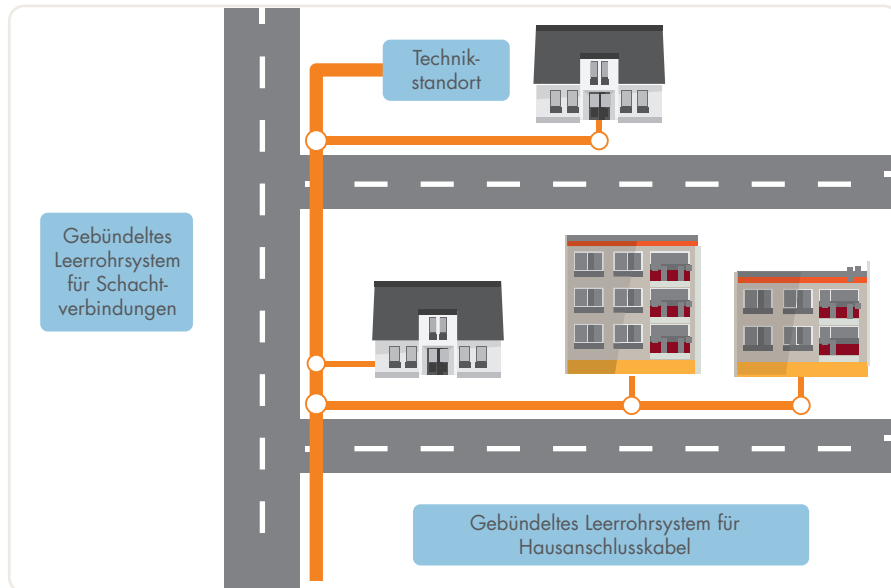 Technik-
standort
Gebündeltes
Leerrohrsystem
für Schacht-
verbindungen
Gebündeltes Leerrohrsystem für
Hausanschlusskabel